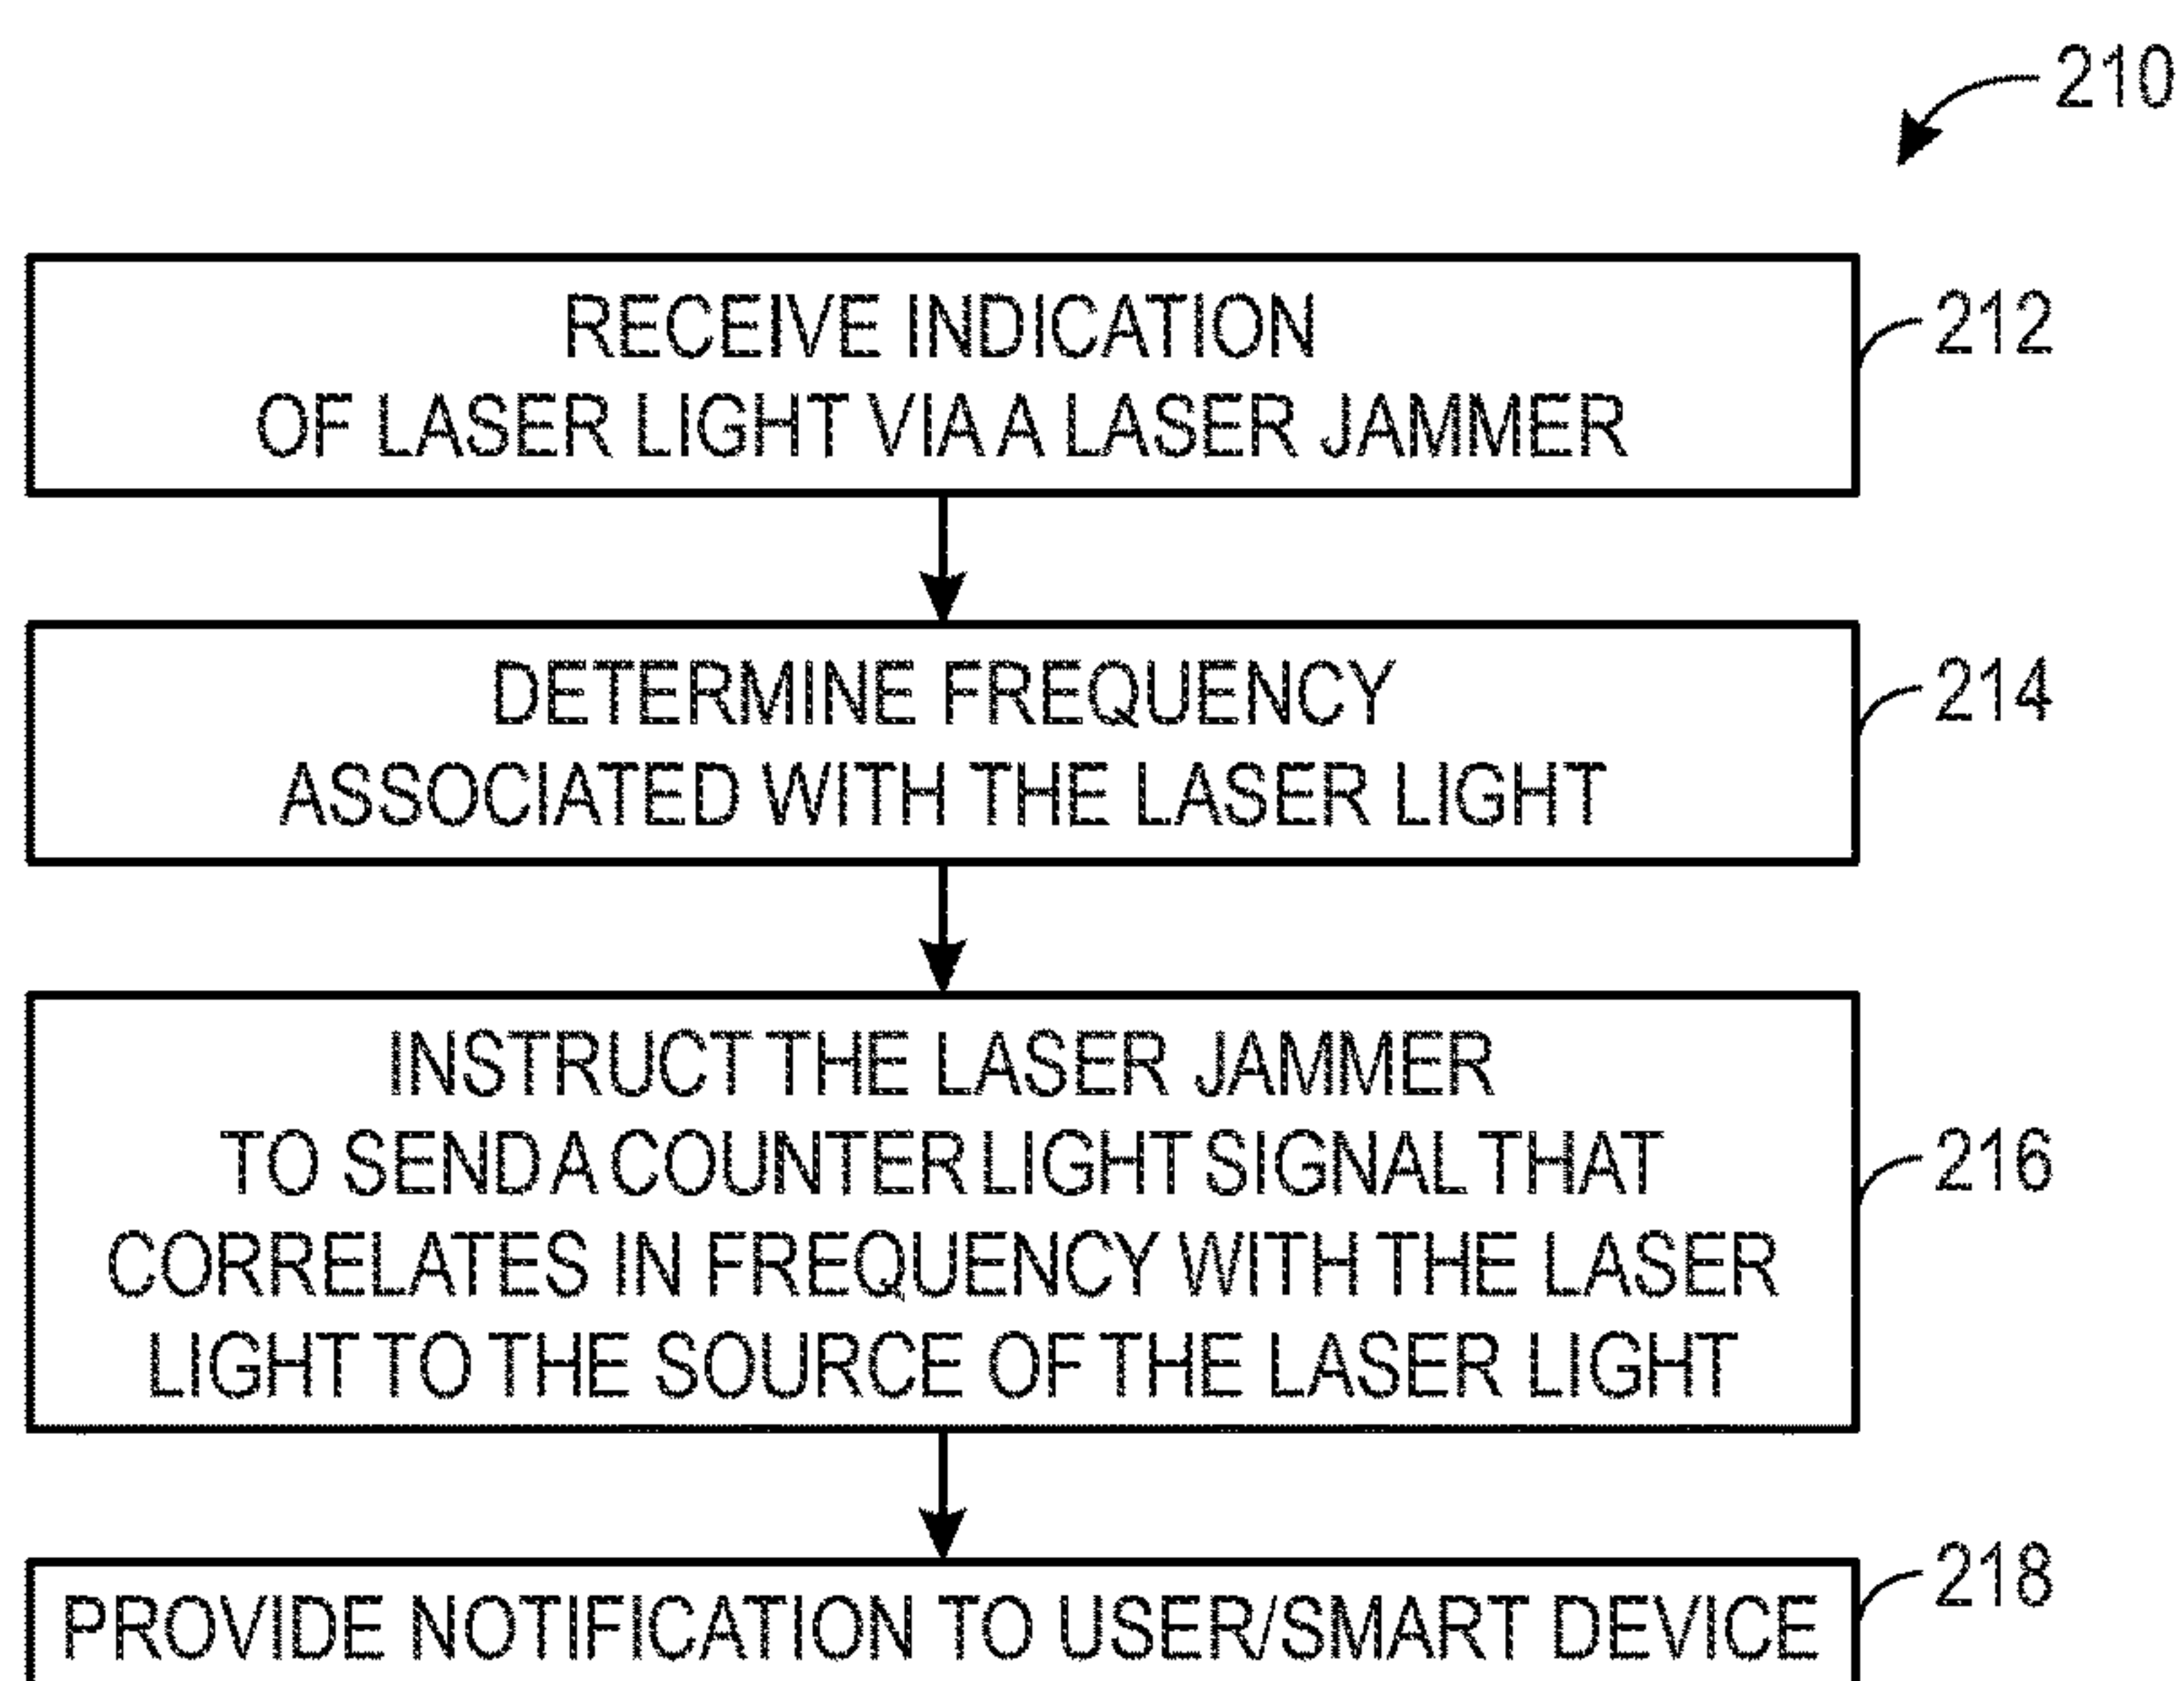 210
RECEIVE INDICATION
OF LASER LIGHT VIA A LASER JAMMER
212
DETERMINE FREQUENCY
ASSOCIATED WITH THE LASER LIGHT
214
INSTRUCT THE LASER JAMMER
TO SEND A COUNTER LIGHT SIGNAL THAT
CORRELATES IN FREQUENCY WITH THE LASER
LIGHT TO THE SOURCE OF THE LASER LIGHT
216
PROVIDE NOTIFICATION TO USER/SMART DEVICE
218